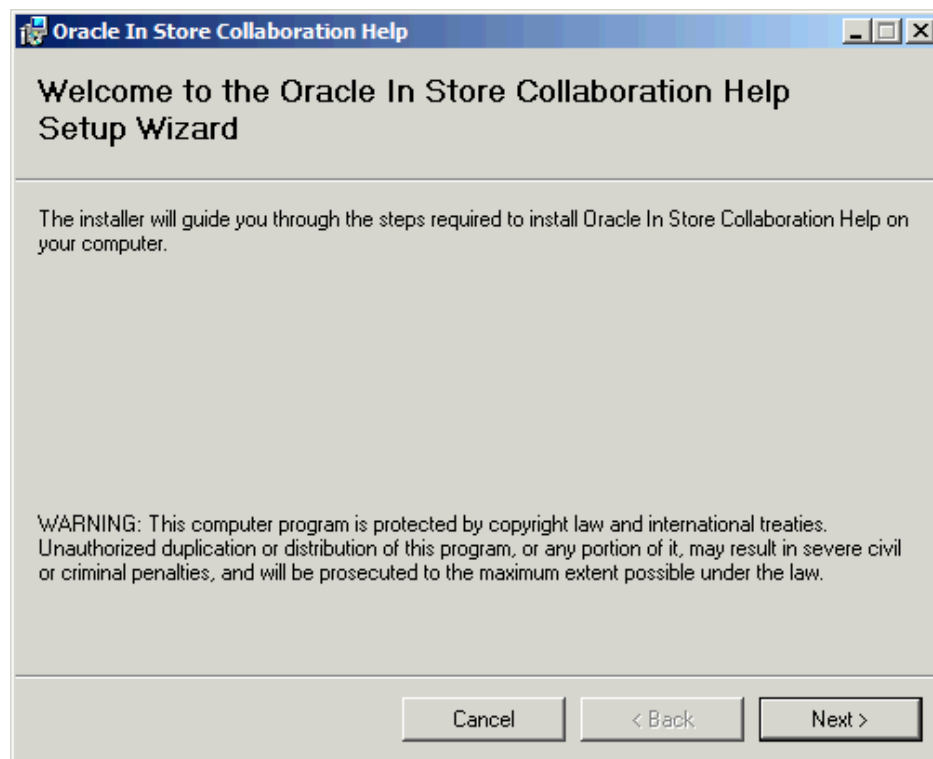 Oracle In Store Collaboration Help
Welcome to the Oracle In Store Collaboration Help
Setup Wizard
The installer will guide you through the steps required to install Oracle In Store Collaboration Help on
your computer.
WARNING: This computer program is protected by copyright law and international treaties.
Unauthorized duplication or distribution of this program, or any portion of it, may result in severe civil
or criminal penalties, and will be prosecuted to the maximum extent possible under the law.
Cancel < Back Next >